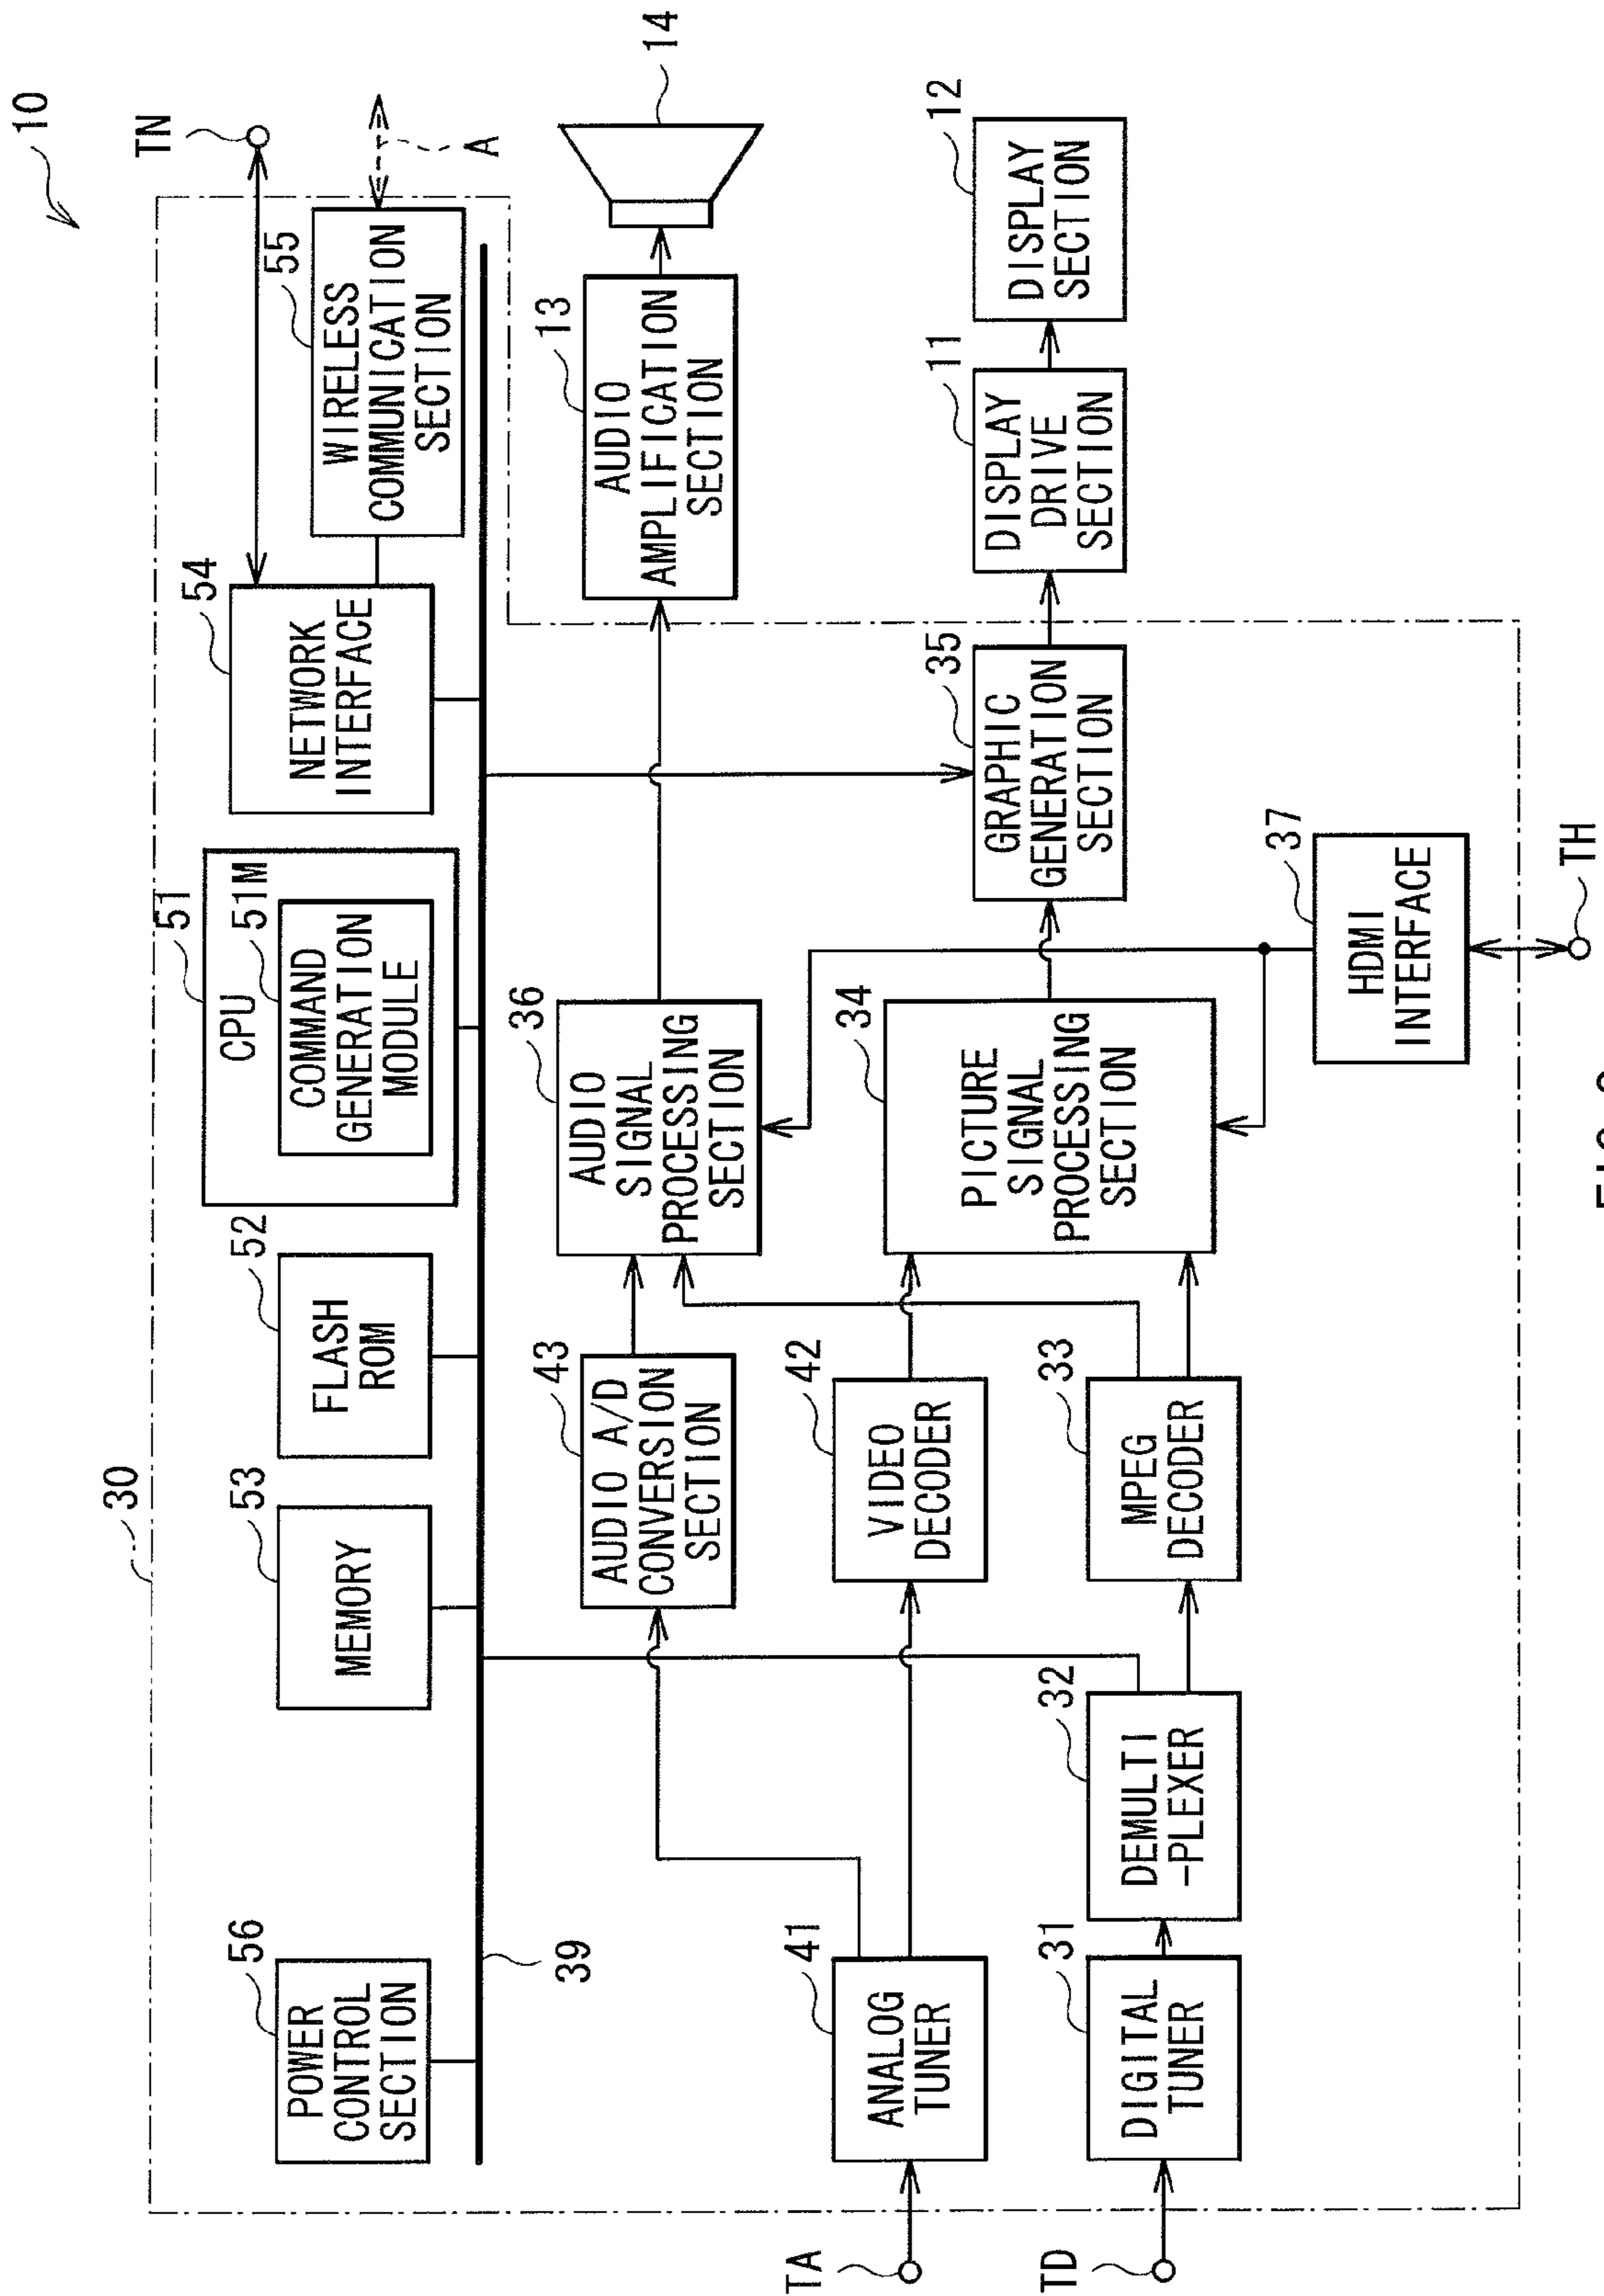 10
30
TN
56
POWER
CONTROL
SECTION
53
MEMORY
52
FLASH
ROM
51
CPU
51M
COMMAND
GENERATION
MODULE
54
NETWORK
INTERFACE
55
WIRELESS
COMMUNICATION
SECTION
A
39
43
AUDIO A/D
CONVERSION
SECTION
36
AUDIO
SIGNAL
PROCESSING
SECTION
13
AUDIO
AMPLIFICATION
SECTION
14
TA
41
ANALOG
TUNER
42
VIDEO
DECODER
34
PICTURE
SIGNAL
PROCESSING
SECTION
35
GRAPHIC
GENERATION
SECTION
11
DISPLAY
DRIVE
SECTION
12
DISPLAY
SECTION
TD
31
DIGITAL
TUNER
32
DEMULTI
-PLEXER
33
MPEG
DECODER
37
HDMI
INTERFACE
TH